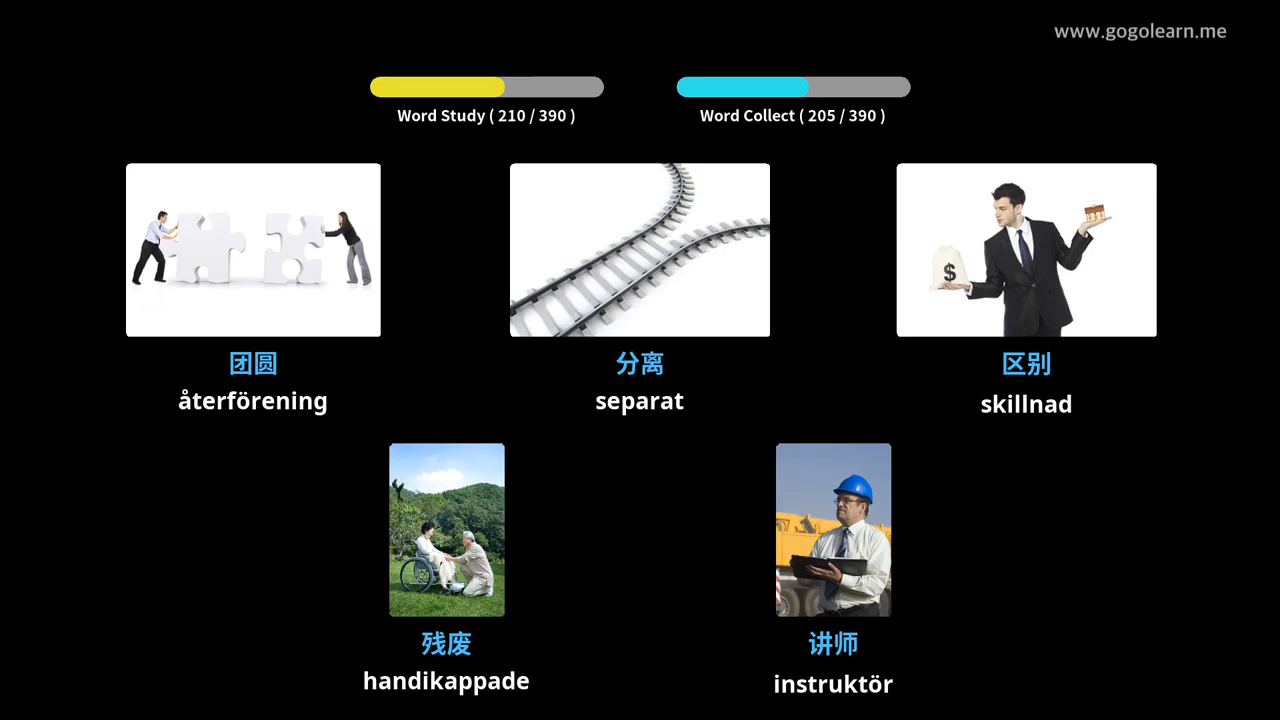 www.gogolearn.me
Word Study ( 210 / 390 )
Word Collect ( 205 / 390 )
$
团圆
分离
区别
återförening
separat
skillnad
残废
讲师
handikappade
instruktör